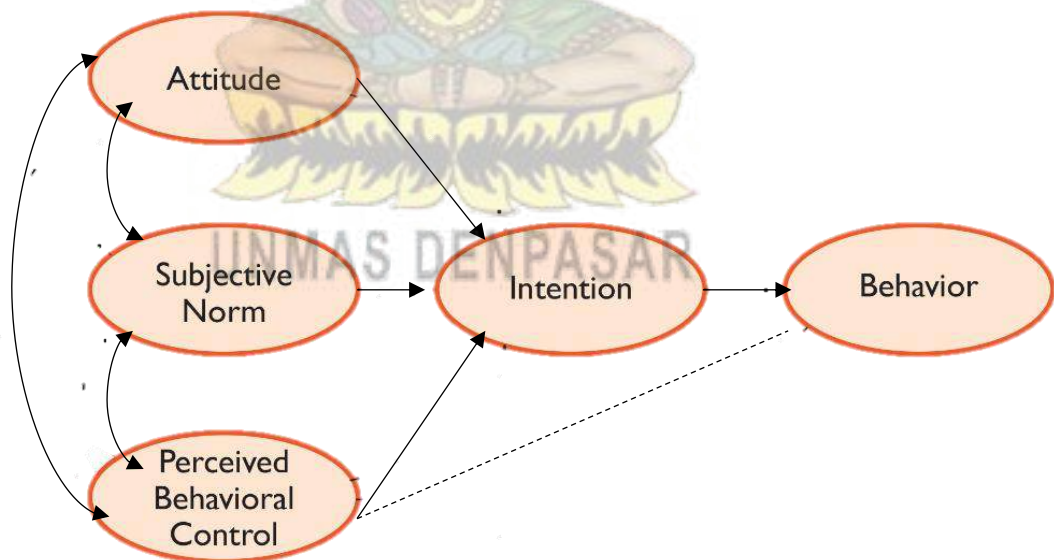 Attitude
UNMAS DENPASAR
Subjective
Norm
Intention
Behavior
Perceived
Behavioral
Control